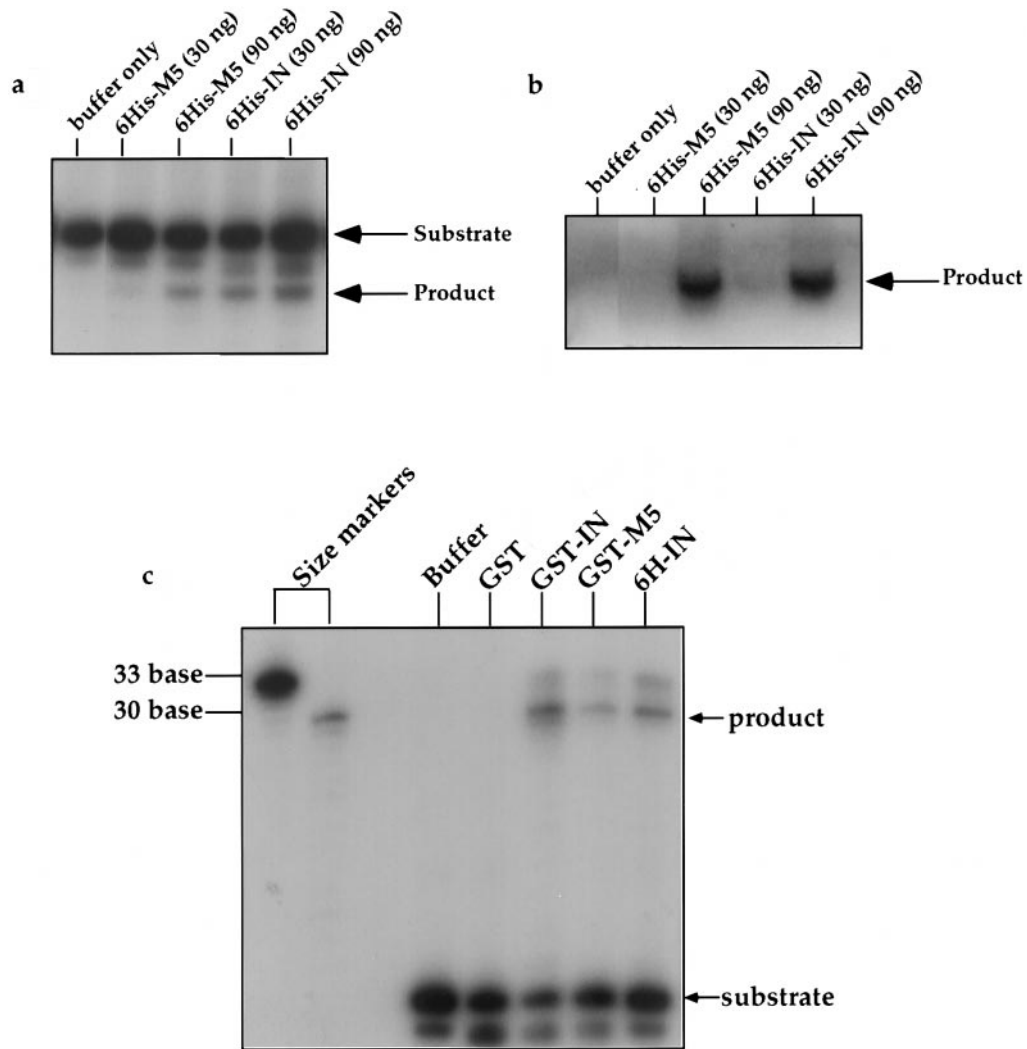 a
buffer only
6His-M5 (30 ng)
6His-M5 (90 ng)
6His-IN (30 ng)
6His-IN (90 ng)
Substrate
Product
b
buffer only
6His-M5 (30 ng)
6His-M5 (90 ng)
6His-IN (30 ng)
6His-IN (90 ng)
Product
c
Size markers
Buffer
GST
GST-IN
GST-M5
6H-IN
33 base
30 base
product
substrate